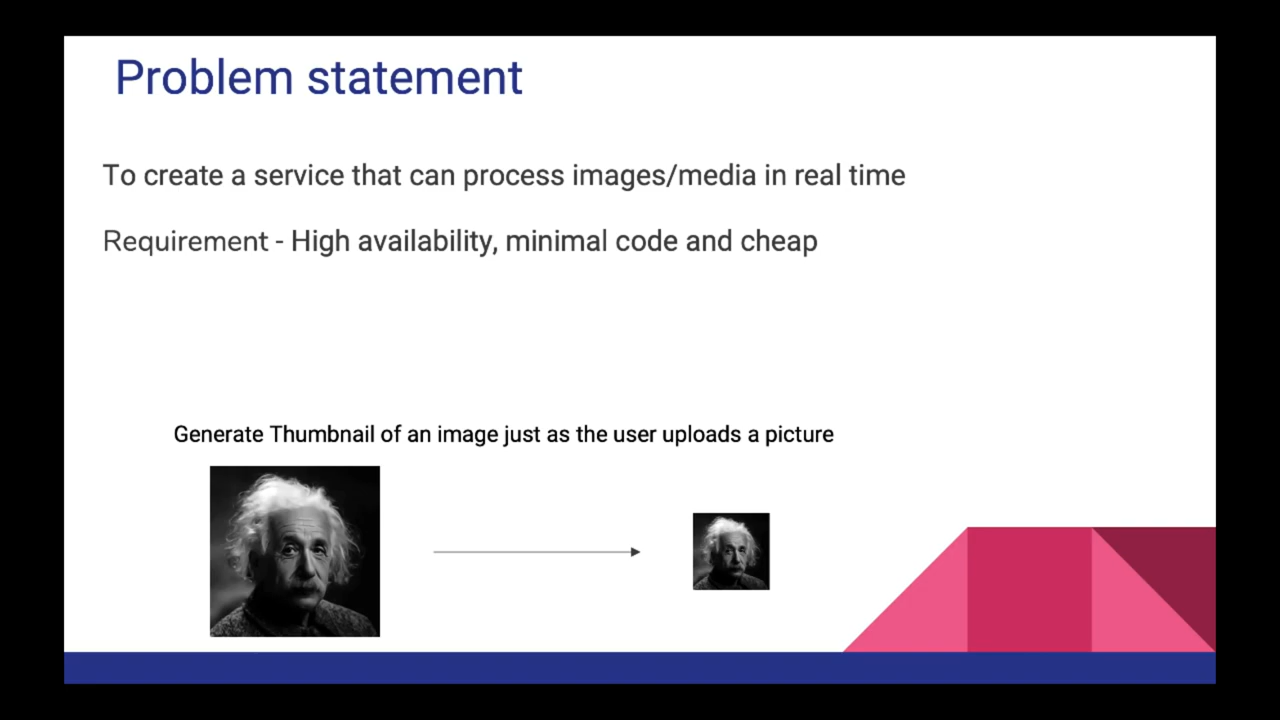 Problem statement
To create a service that can process images/media in real time
Requirement - High availability, minimal code and cheap
Generate Thumbnail of an image just as the user uploads a picture